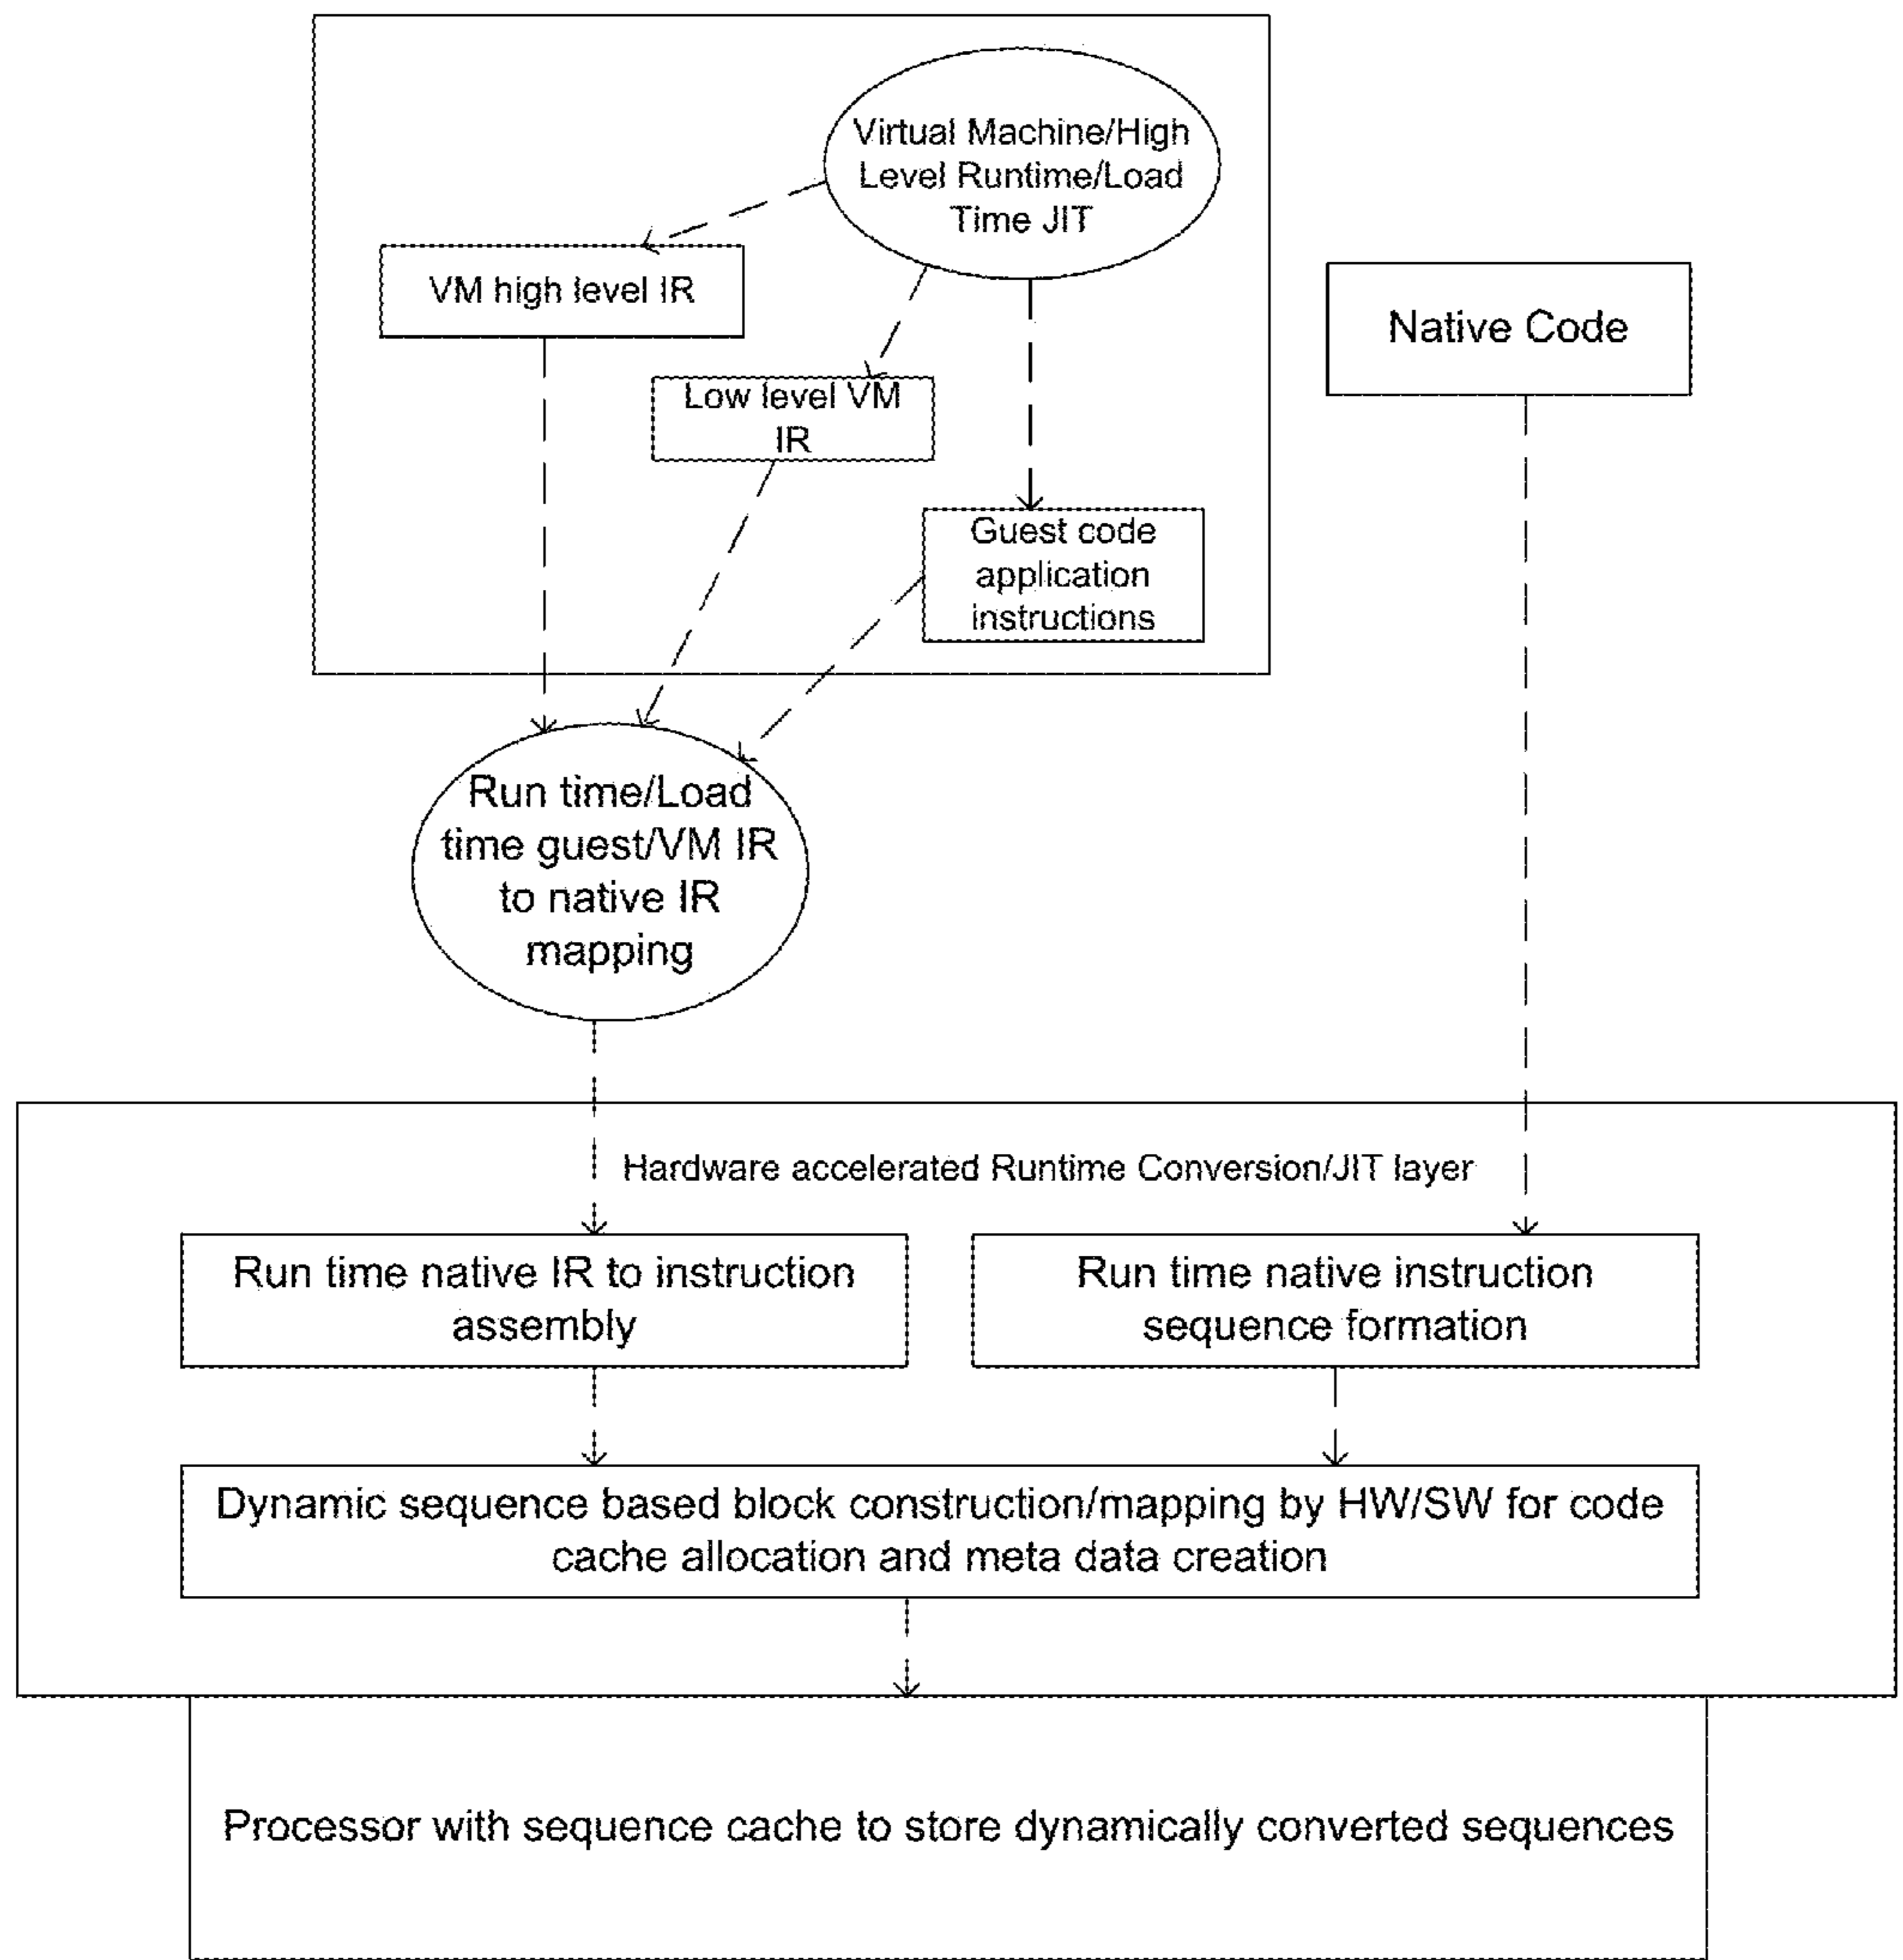 Virtual Machine/High
Level Runtime/Load
Time JIT
VM high level IR
Native Code
Low level VM
IR
Guest code
application
instructions
Run time/Load
time guest/VM IR
to native IR
mapping
Hardware accelerated Runtime Conversion/JIT layer
Run time native IR to instruction
assembly
Run time native instruction
sequence formation
Dynamic sequence based block construction/mapping by HW/SW for code
cache allocation and meta data creation
Processor with sequence cache to store dynamically converted sequences